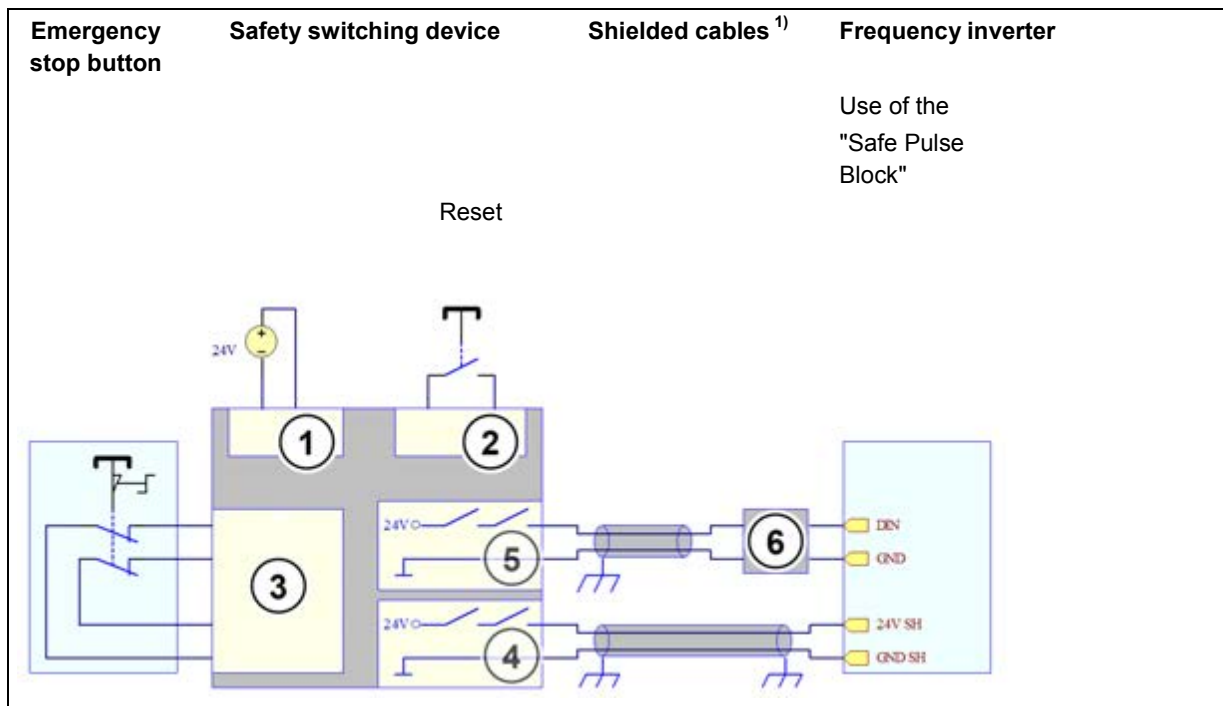 Emergency
stop button
Safety switching device
Shielded cables 1)
Frequency inverter
Use of the
"Safe Pulse
Block"
Reset
24V
1
2
3
24V
5
6
DIN
GND
24V
4
24V SH
GND SH